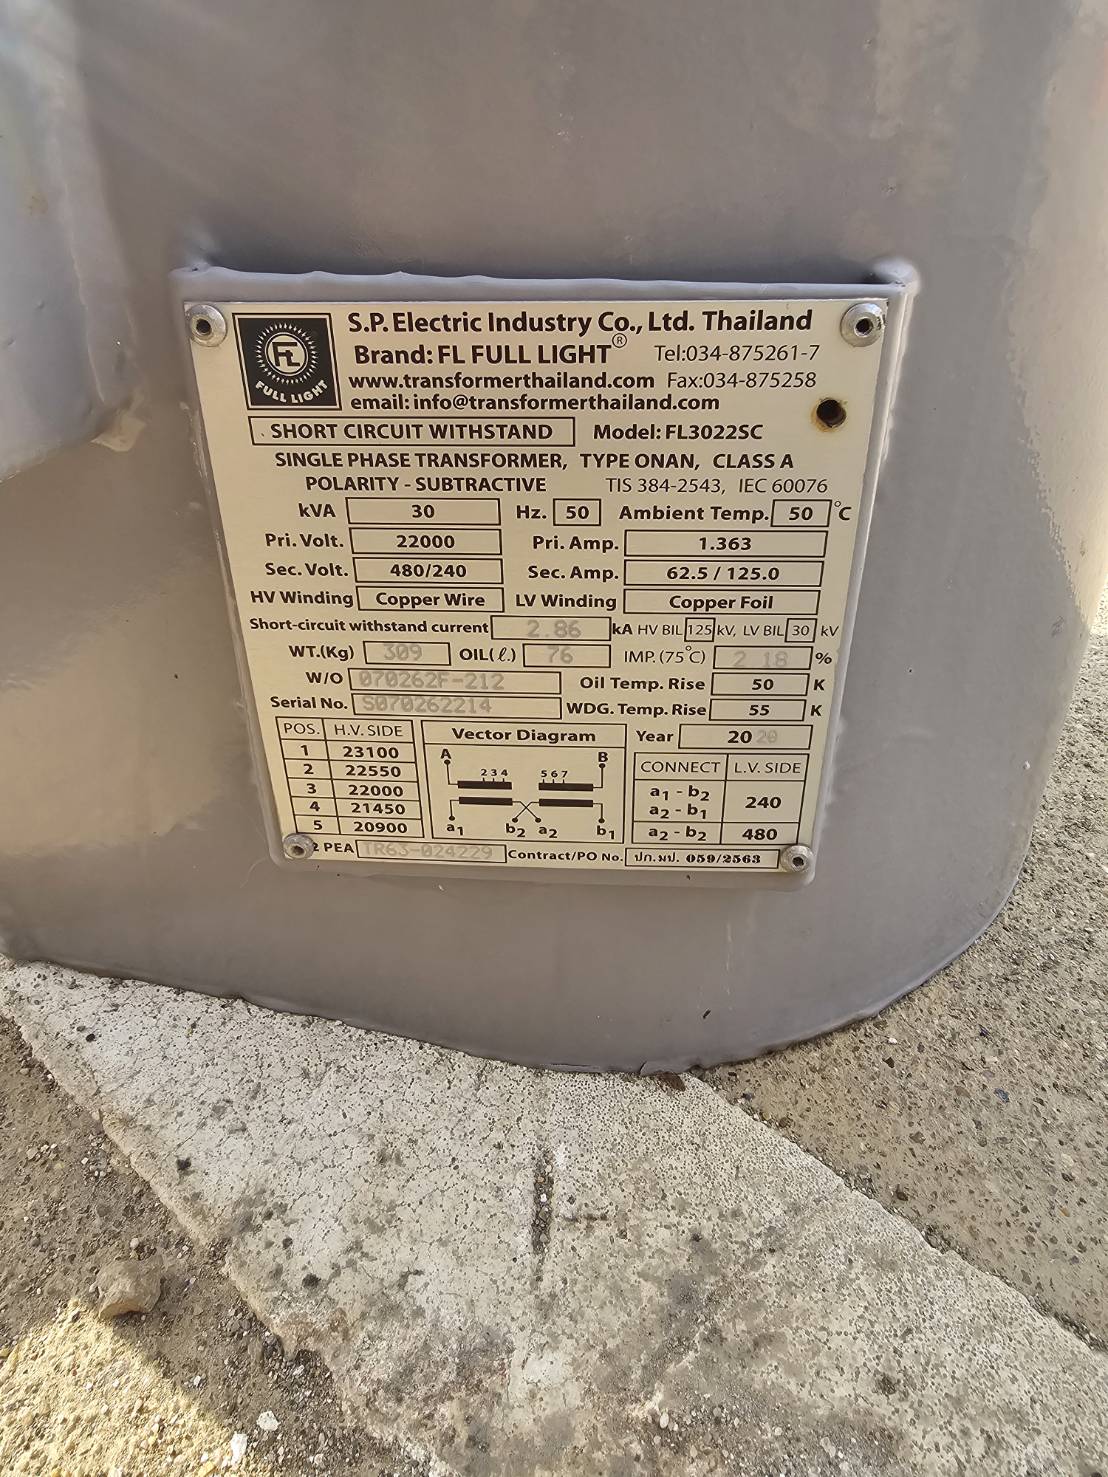 FL
FULL LIGHT
S.P. Electric Industry Co., Ltd. Thailand
Brand: FL FULL LIGHT® Tel:034-875261-7
www.transformerthailand.com Fax:034-875258
email: info@transformerthailand.com
SHORT CIRCUIT WITHSTAND Model: FL3022SC
SINGLE PHASE TRANSFORMER, TYPE ONAN, CLASS A
POLARITY - SUBTRACTIVE TIS 384-2543, IEC 60076
kVA 30 Hz. 50 Ambient Temp. 50 °C
Pri. Volt. 22000 Pri. Amp. 1.363
Sec. Volt. 480/240 Sec. Amp. 62.5 / 125.0
HV Winding Copper Wire LV Winding Copper Foil
Short-circuit withstand current 2.86 kA HV BIL 125 kV, LV BIL 30 kV
WT.(Kg) 309 OIL(ℓ.) 76 IMP. (75°C) 2.18 %
W/O 070262F-212 Oil Temp. Rise 50 K
Serial No. S070262214 WDG. Temp. Rise 55 K
POS. H.V. SIDE Vector Diagram Year 2020
1 23100 A B CONNECT L.V. SIDE
2 22550 2 3 4 5 6 7 a1 - b2 240
3 22000 a2 - b1
4 21450 a2 - b2 480
5 20900 a1 b2 a2 b1
PEA TR63-024229 Contract/PO No. ปก.มป. 059/2563